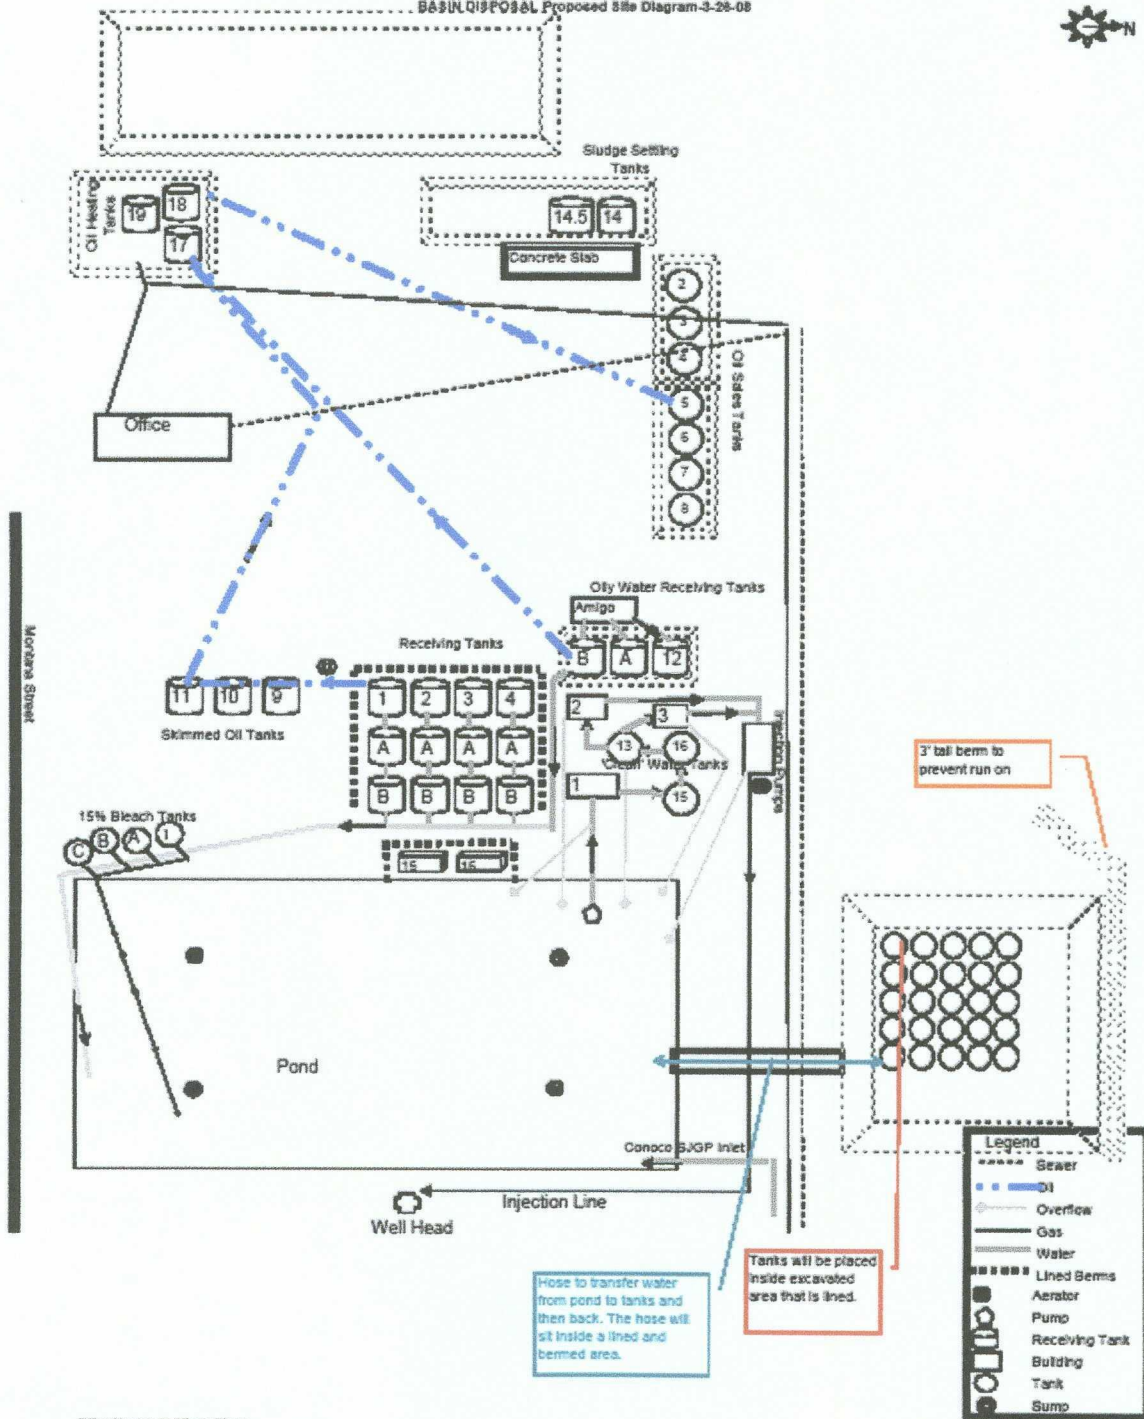 BASIN DISPOSAL Proposed Site Diagram-3-26-08
N
Sludge Settling
Tanks
Oil Heating
Tanks
19
18
17
14.5
14
Concrete Slab
2
3
4
5
6
7
8
Oil Sales Tanks
Office
Montana Street
Oily Water Receiving Tanks
Amigo
B
A
12
Receiving Tanks
11
10
9
Skimmed Oil Tanks
1
2
3
4
A
A
A
A
B
B
B
B
2
3
13
16
'Clean' Water Tanks
1
15
Injection Pumps
3' tall berm to
prevent run on
15% Bleach Tanks
C
B
A
1
15
16
Pond
Conoco SJGP Inlet
Injection Line
Well Head
Hose to transfer water
from pond to tanks and
then back. The hose will
sit inside a lined and
bermed area.
Tanks will be placed
inside excavated
area that is lined.
Legend
Sewer
Oil
Overflow
Gas
Water
Lined Berms
Aerator
Pump
Receiving Tank
Building
Tank
Sump